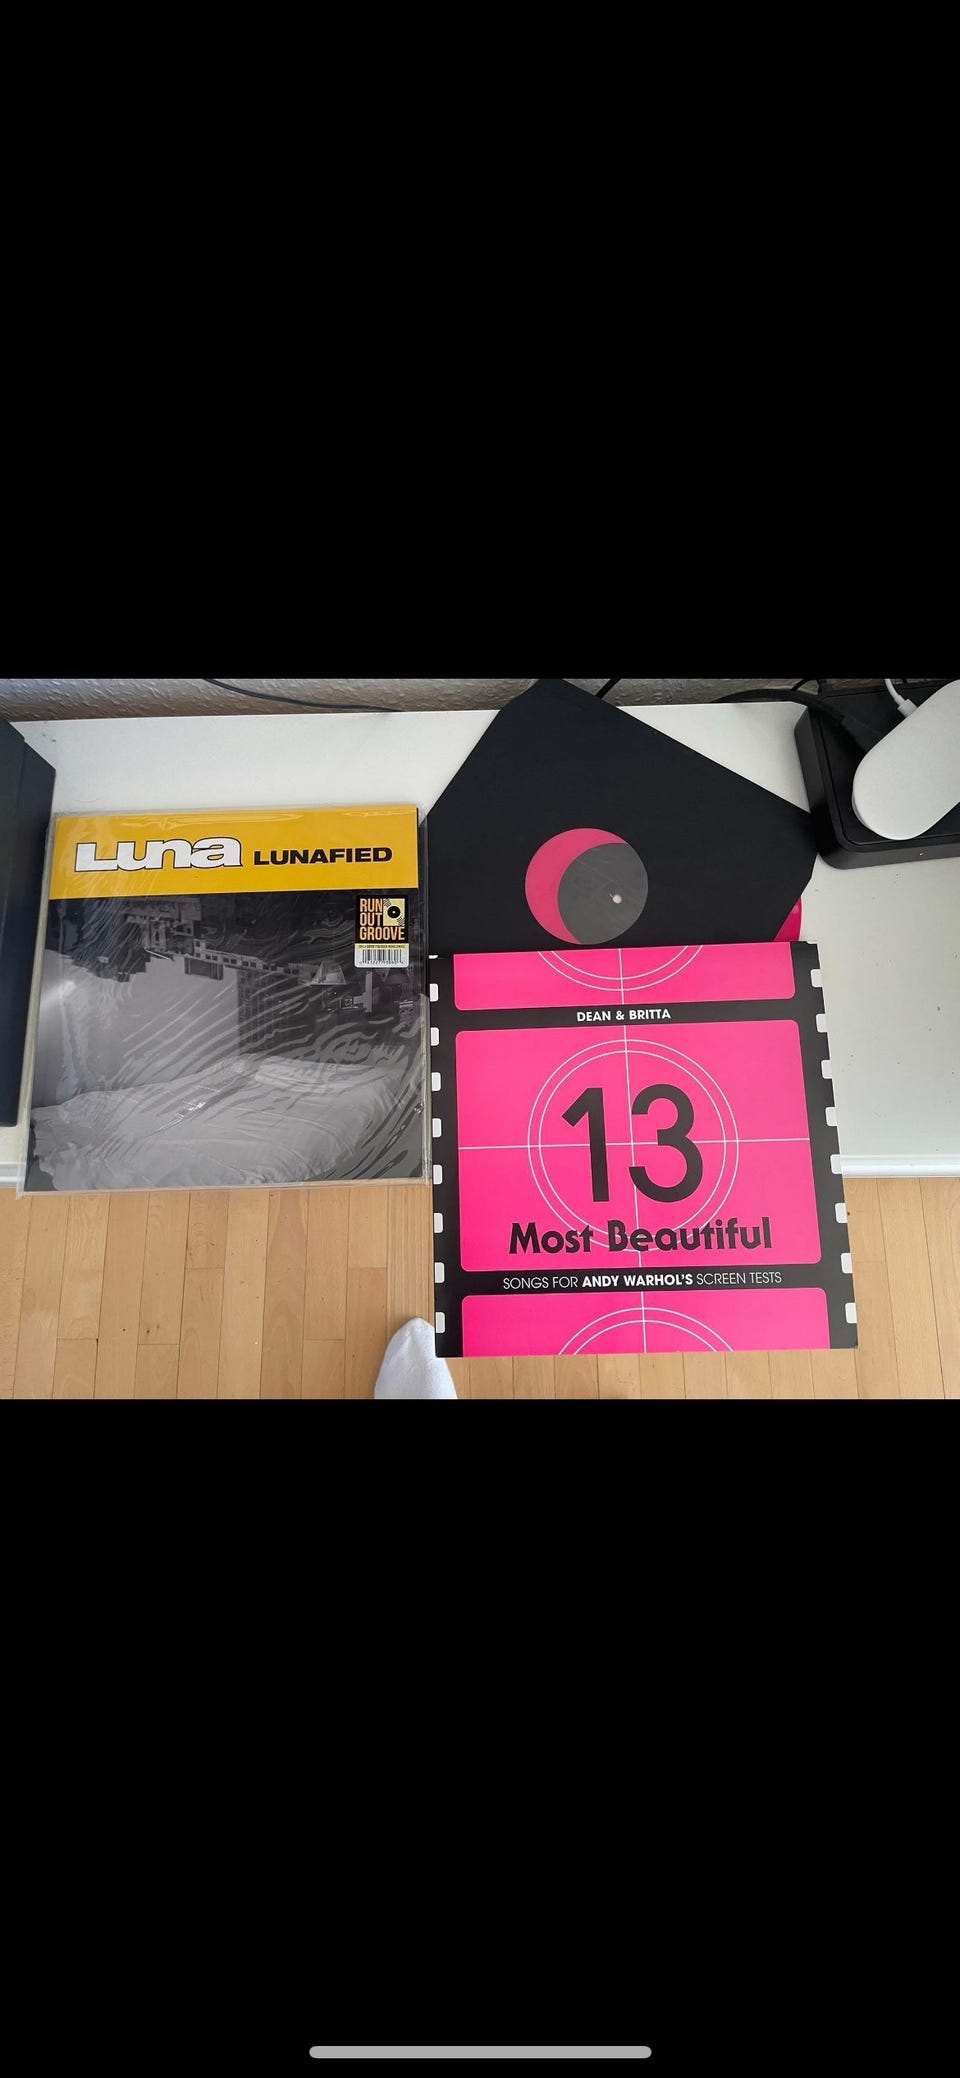 Luna LUNAFIED
RUN
OUT
GROOVE
DEAN & BRITTA
13
Most Beautiful
SONGS FOR ANDY WARHOL'S SCREEN TESTS